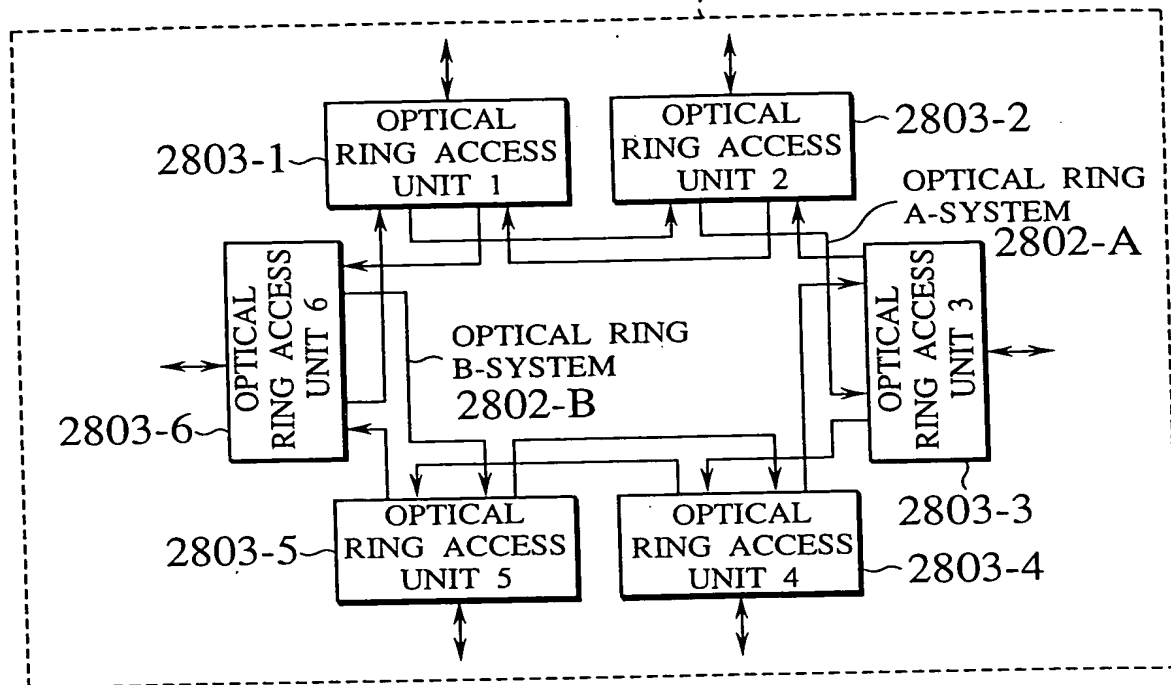 OPTICAL
RING ACCESS
UNIT 1
2803-1
OPTICAL
RING ACCESS
UNIT 2
2803-2
OPTICAL RING
A-SYSTEM
2802-A
OPTICAL
RING ACCESS
UNIT 6
2803-6
OPTICAL RING
B-SYSTEM
2802-B
OPTICAL
RING ACCESS
UNIT 3
2803-3
OPTICAL
RING ACCESS
UNIT 5
2803-5
OPTICAL
RING ACCESS
UNIT 4
2803-4